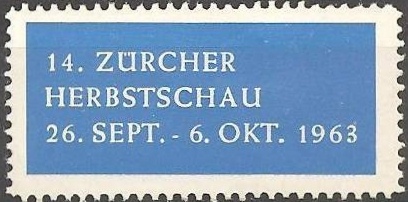 14. ZÜRCHER
HERBSTSCHAU
26. SEPT. - 6. OKT. 1963